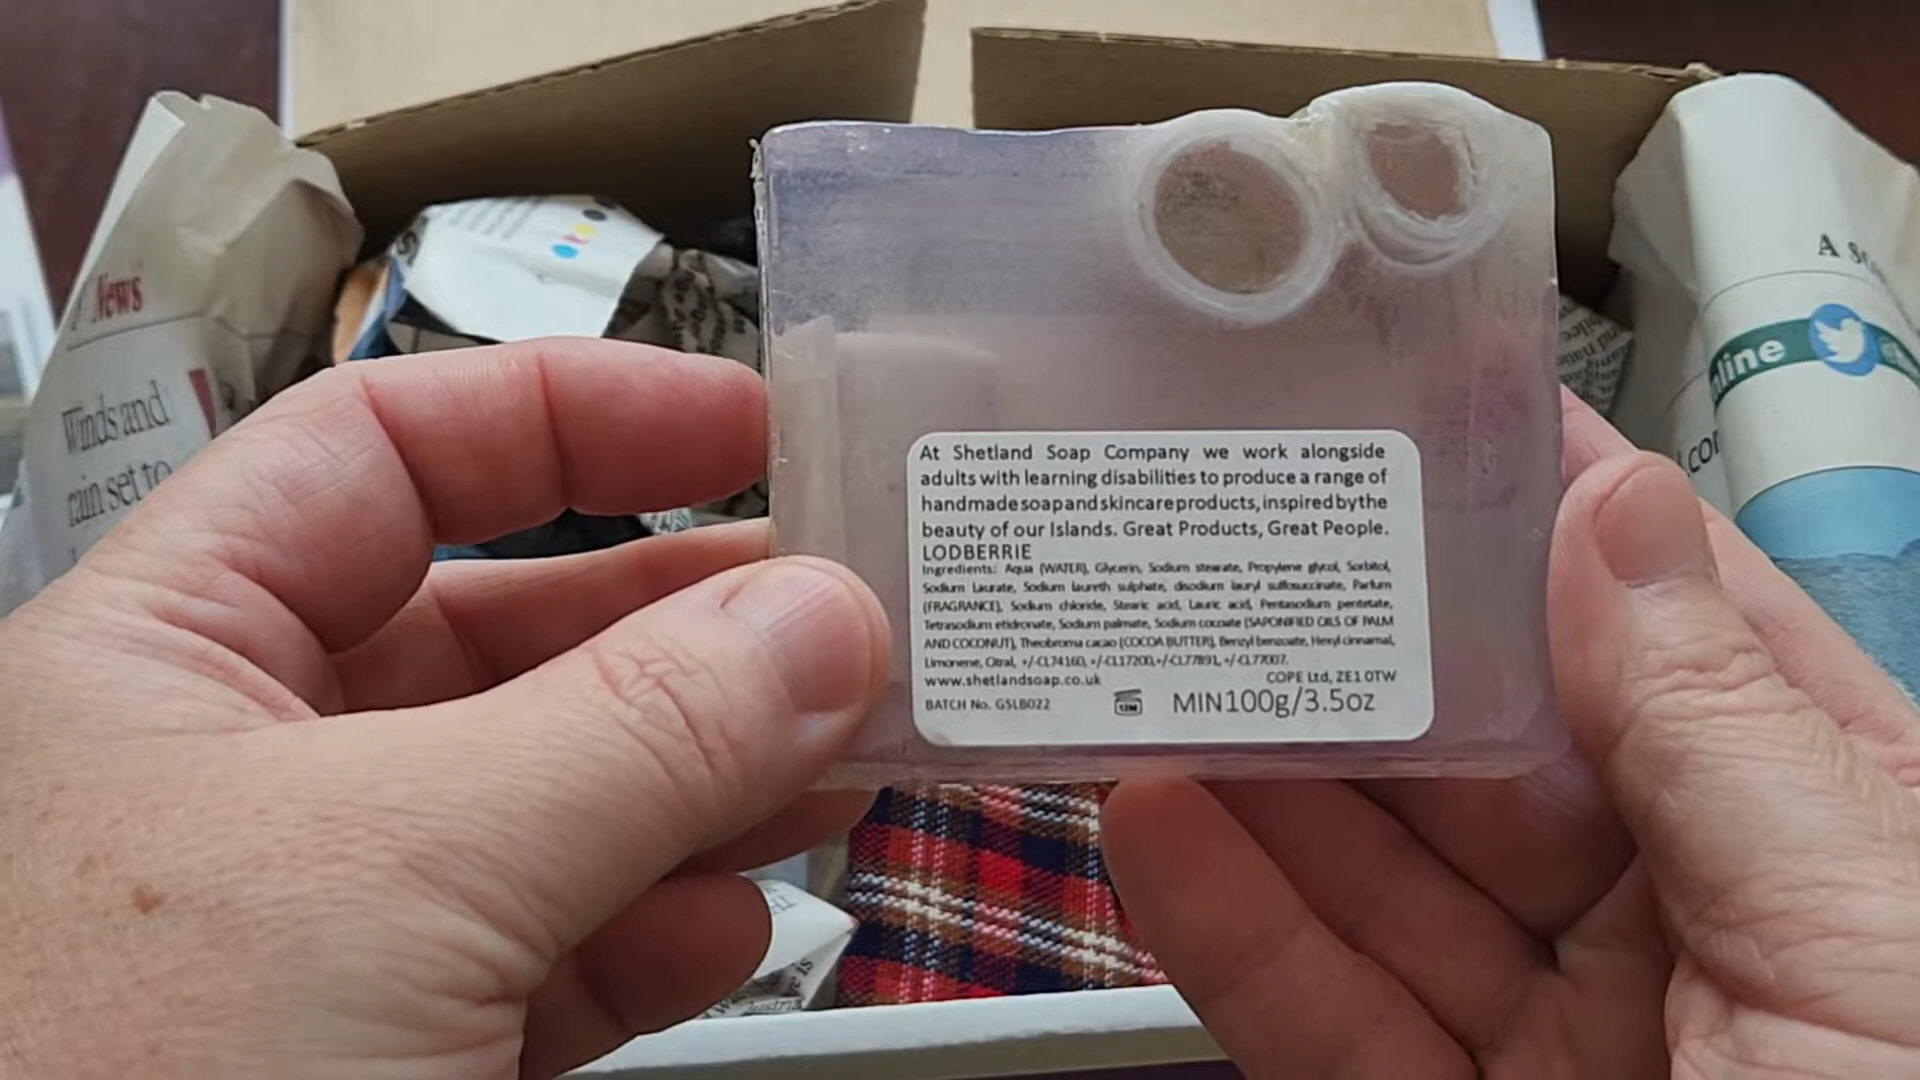 News
Winds and
rain set to
At Shetland Soap Company we work alongside
adults with learning disabilities to produce a range of
handmade soap and skincare products, inspired by the
beauty of our Islands. Great Products, Great People.
LODBERRIE
Ingredients: Aqua (WATER), Glycerin, Sodium stearate, Propylene glycol, Sorbitol,
Sodium Laurate, Sodium laureth sulphate, disodium lauryl sulfosuccinate, Parfum
(FRAGRANCE), Sodium chloride, Stearic acid, Lauric acid, Pentasodium pentetate,
Tetrasodium etidronate, Sodium palmate, Sodium cocoate (SAPONIFIED OILS OF PALM
AND COCONUT), Theobroma cacao (COCOA BUTTER), Benzyl benzoate, Hexyl cinnamal,
Limonene, Citral, +/-CL74160, +/-CL17200,+/-CL77891, +/-CL77007.
www.shetlandsoap.co.uk COPE Ltd, ZE1 0TW
BATCH No. GSLB022 12M MIN100g/3.5oz
A
nline